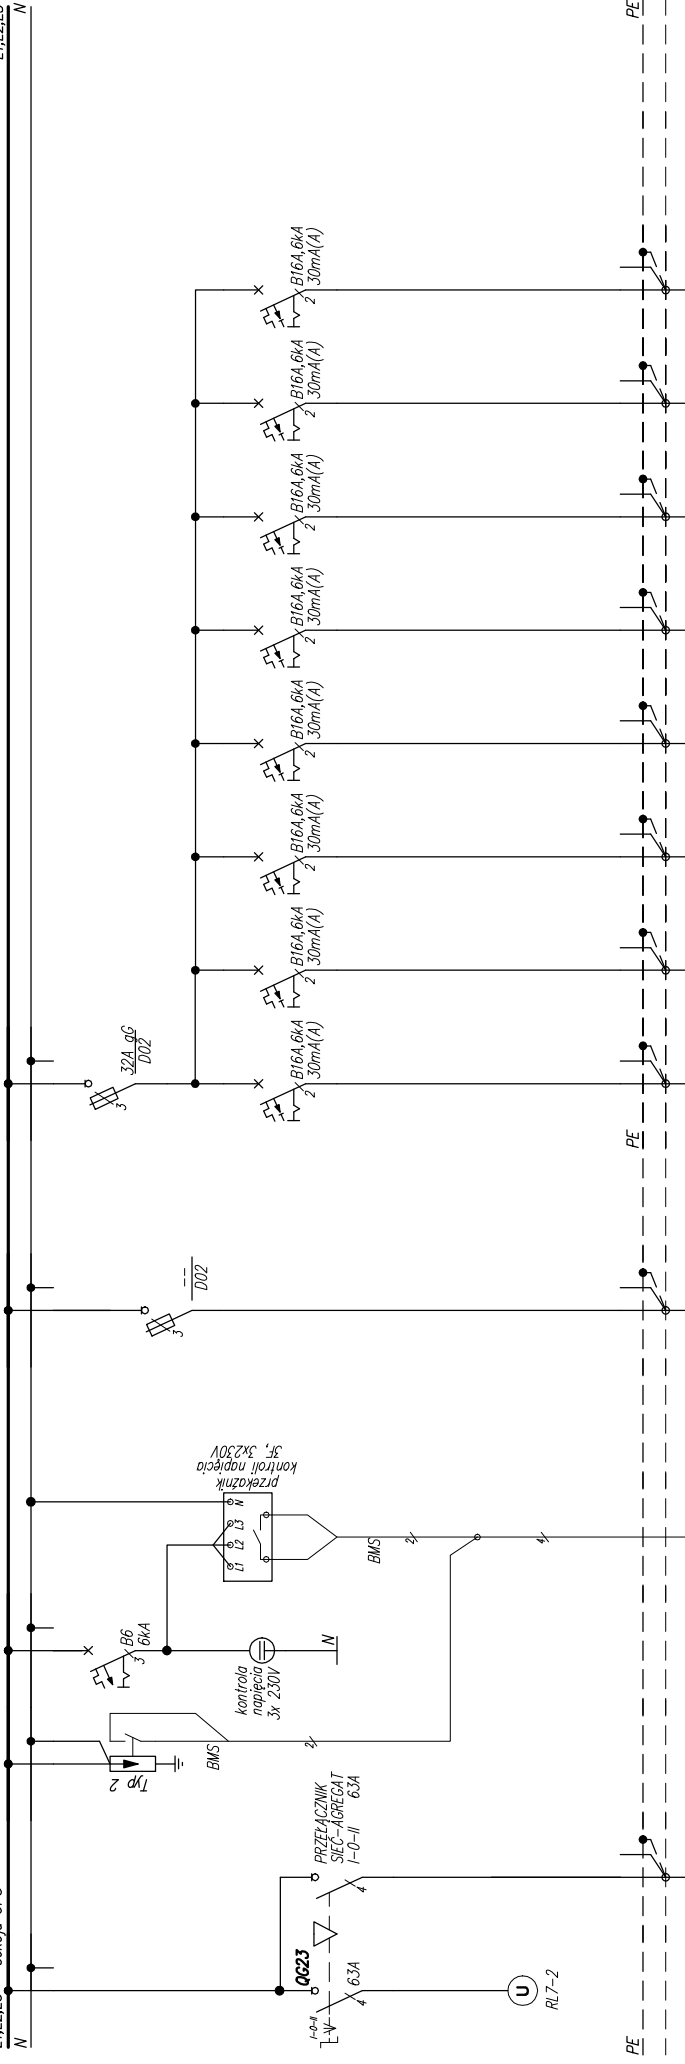 N
PE
B16A,6kA
30mA(A)
2
B16A,6kA
30mA(A)
2
B16A,6kA
30mA(A)
2
B16A,6kA
30mA(A)
2
B16A,6kA
30mA(A)
2
B16A,6kA
30mA(A)
2
B16A,6kA
30mA(A)
2
B16A,6kA
30mA(A)
2
32A gG
D02
3
PE
--
D02
3
przekaźnik
kontroli napięcia
3F, 3x230V
L1 L2 L3 N
BMS
2
4
B6
6kA
3
kontrola
napięcia
3x 230V
N
Typ 2
BMS
2
PRZEŁĄCZNIK
SIEĆ-AGREGAT
I-0-II 63A
4
QG23
63A
4
I-0-II
U
RL7-2
N
PE